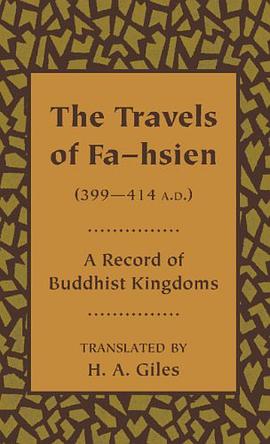 The Travels
of Fa–hsien
(399—414 A.D.)
...............
A Record of
Buddhist Kingdoms
...............
TRANSLATED BY
H. A. Giles